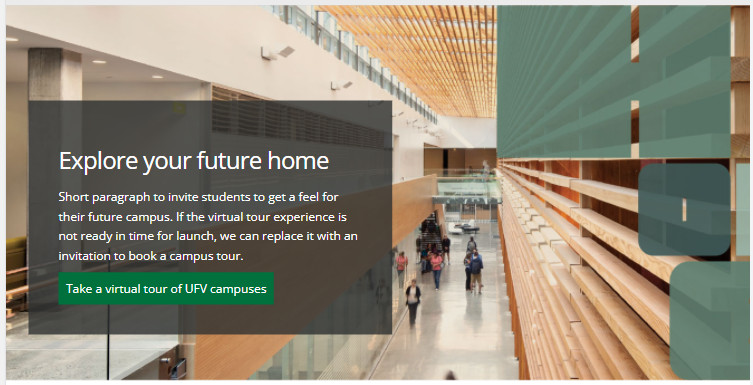 Explore your future home
Short paragraph to invite students to get a feel for
their future campus. If the virtual tour experience is
not ready in time for launch, we can replace it with an
invitation to book a campus tour.
Take a virtual tour of UFV campuses